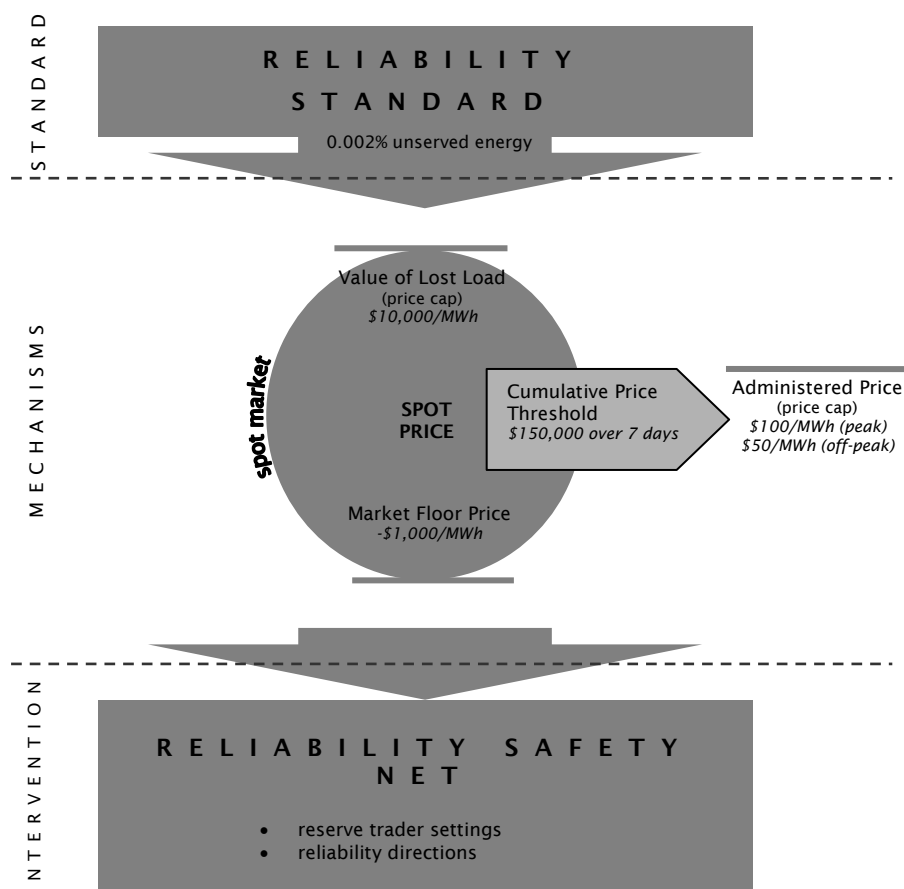 STANDARD
RELIABILITY
STANDARD
0.002% unserved energy
MECHANISMS
spot market
Value of Lost Load
(price cap)
$10,000/MWh
SPOT
PRICE
Cumulative Price
Threshold
$150,000 over 7 days
Administered Price
(price cap)
$100/MWh (peak)
$50/MWh (off-peak)
Market Floor Price
-$1,000/MWh
NTERVENTION
RELIABILITY SAFETY
NET
• reserve trader settings
• reliability directions